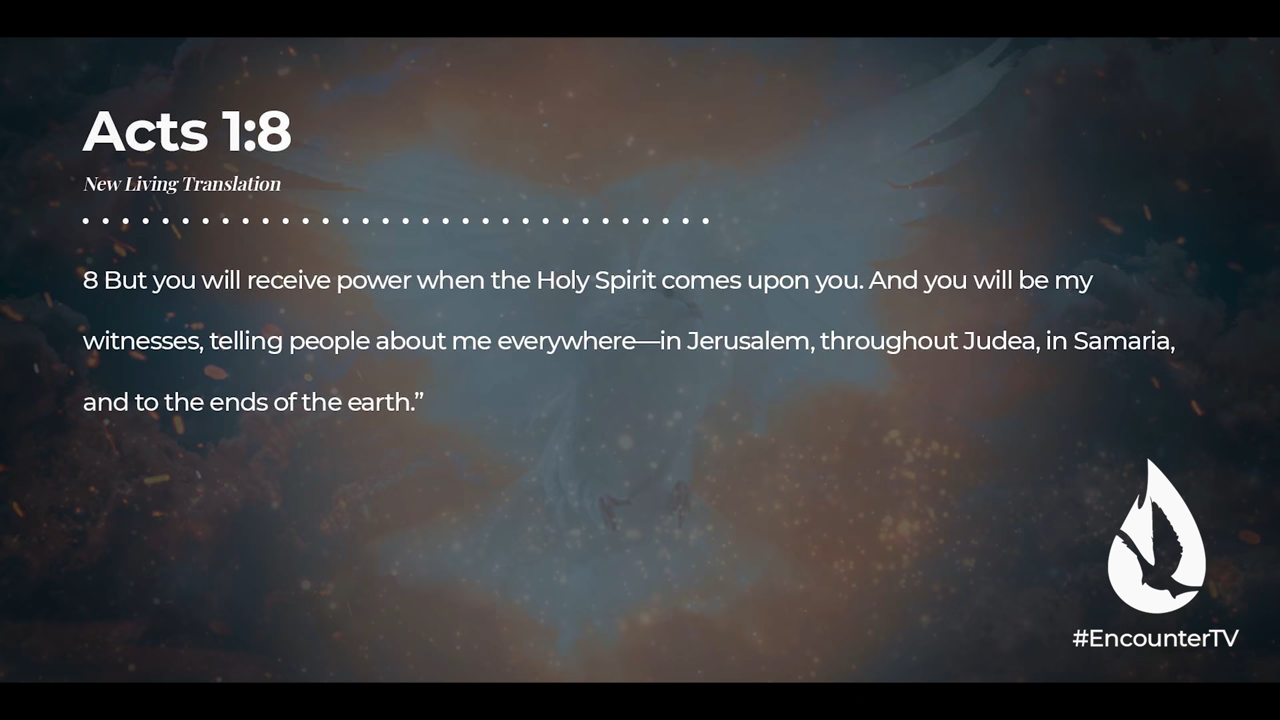 Acts 1:8
New Living Translation
8 But you will receive power when the Holy Spirit comes upon you. And you will be my
witnesses, telling people about me everywhere—in Jerusalem, throughout Judea, in Samaria,
and to the ends of the earth.”
#EncounterTV